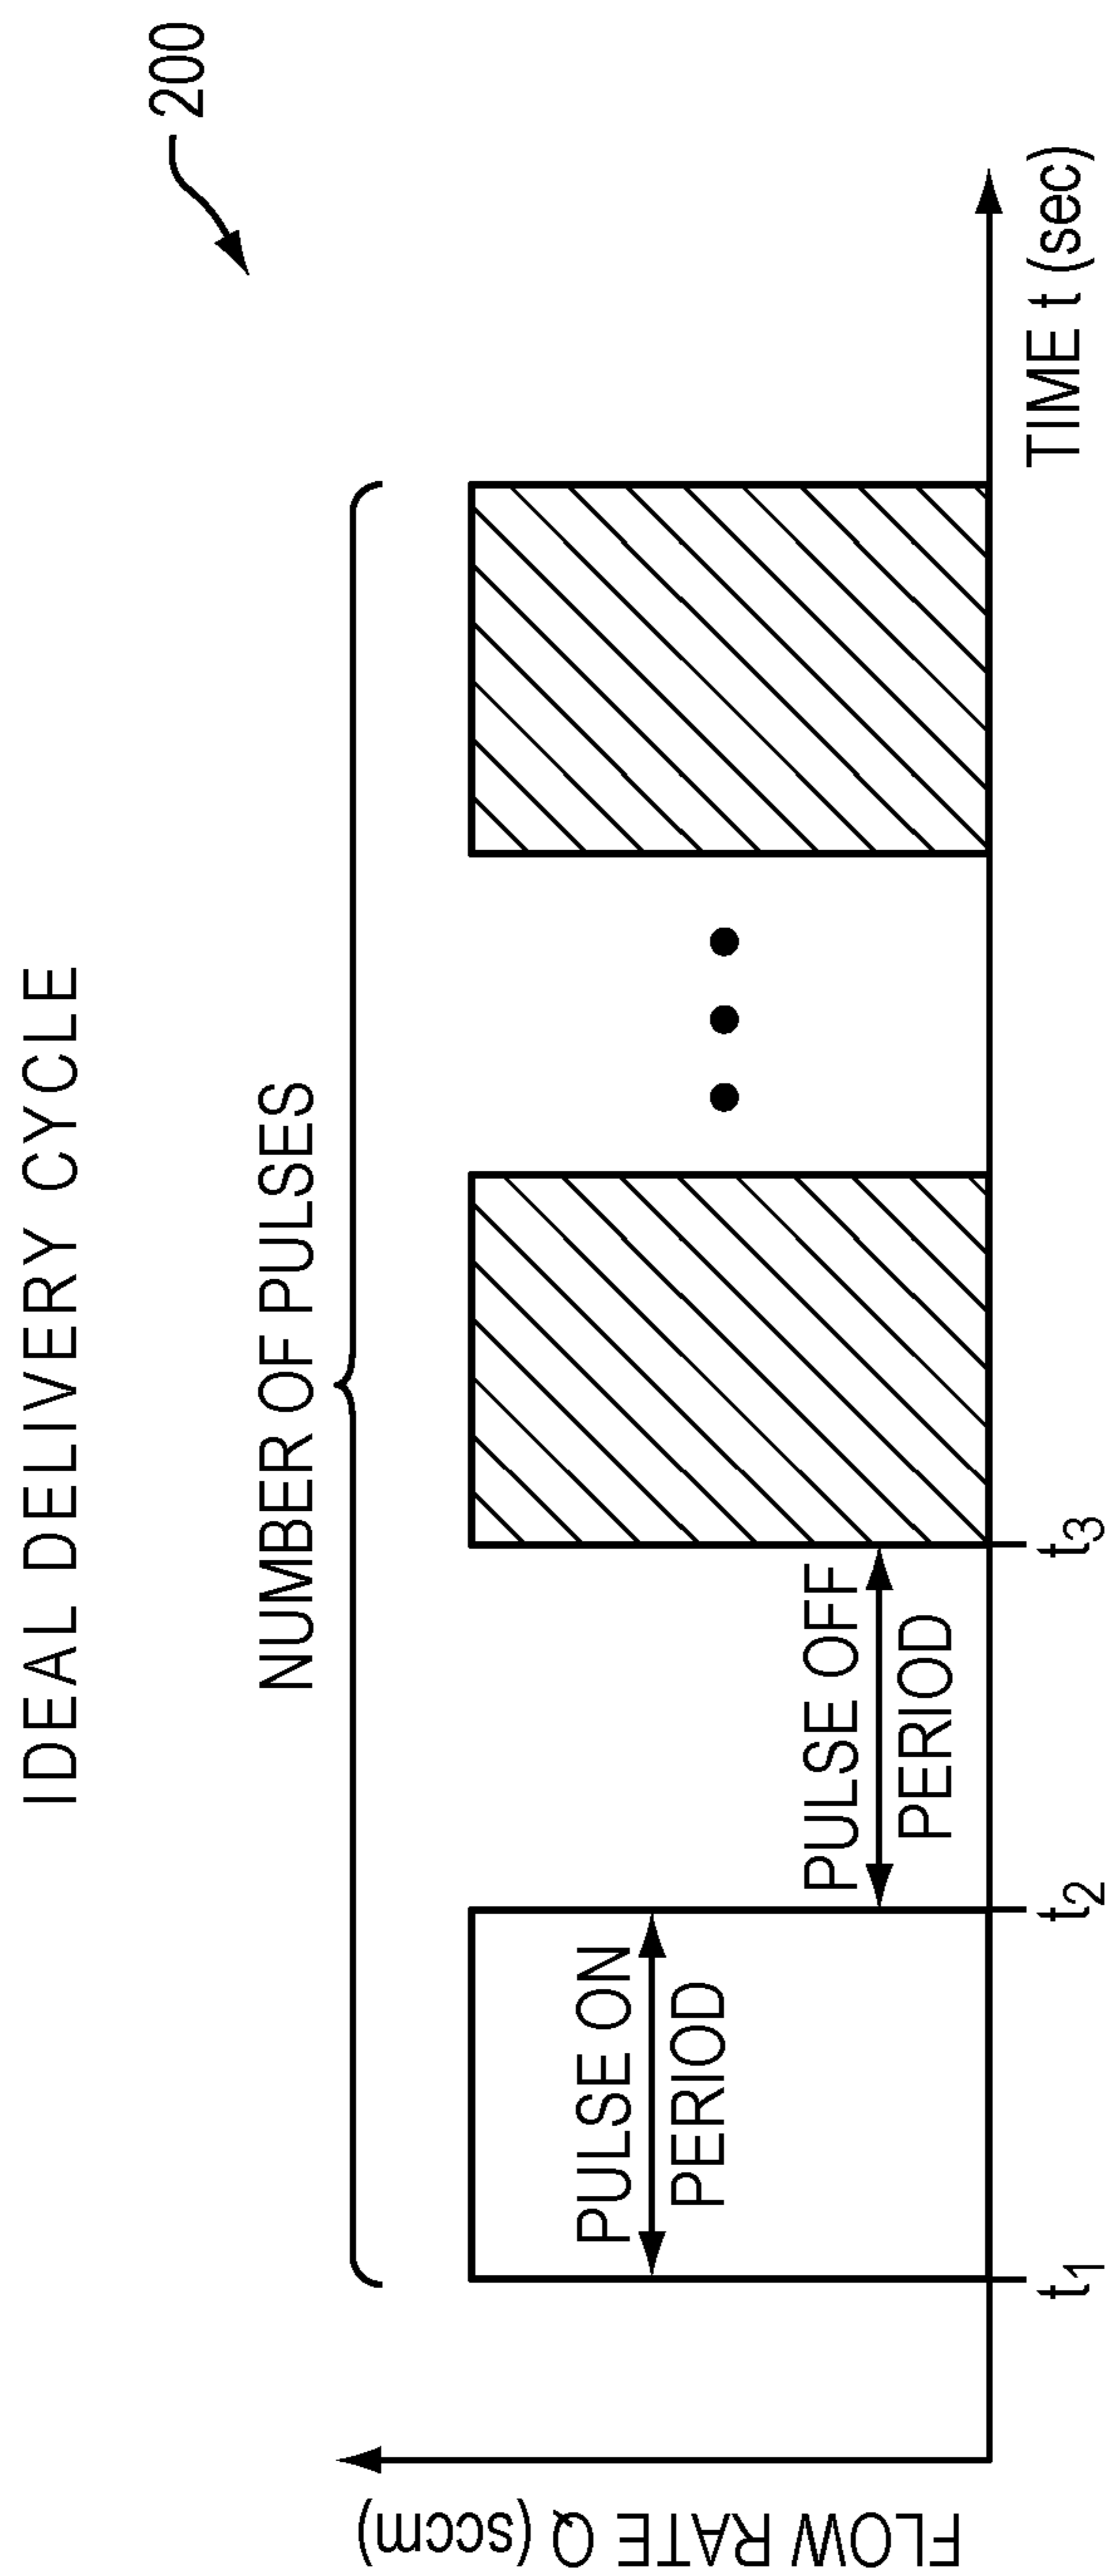 IDEAL DELIVERY CYCLE
200
NUMBER OF PULSES
PULSE ON
PERIOD
PULSE OFF
PERIOD
FLOW RATE Q (sccm)
t1
t2
t3
TIME t (sec)